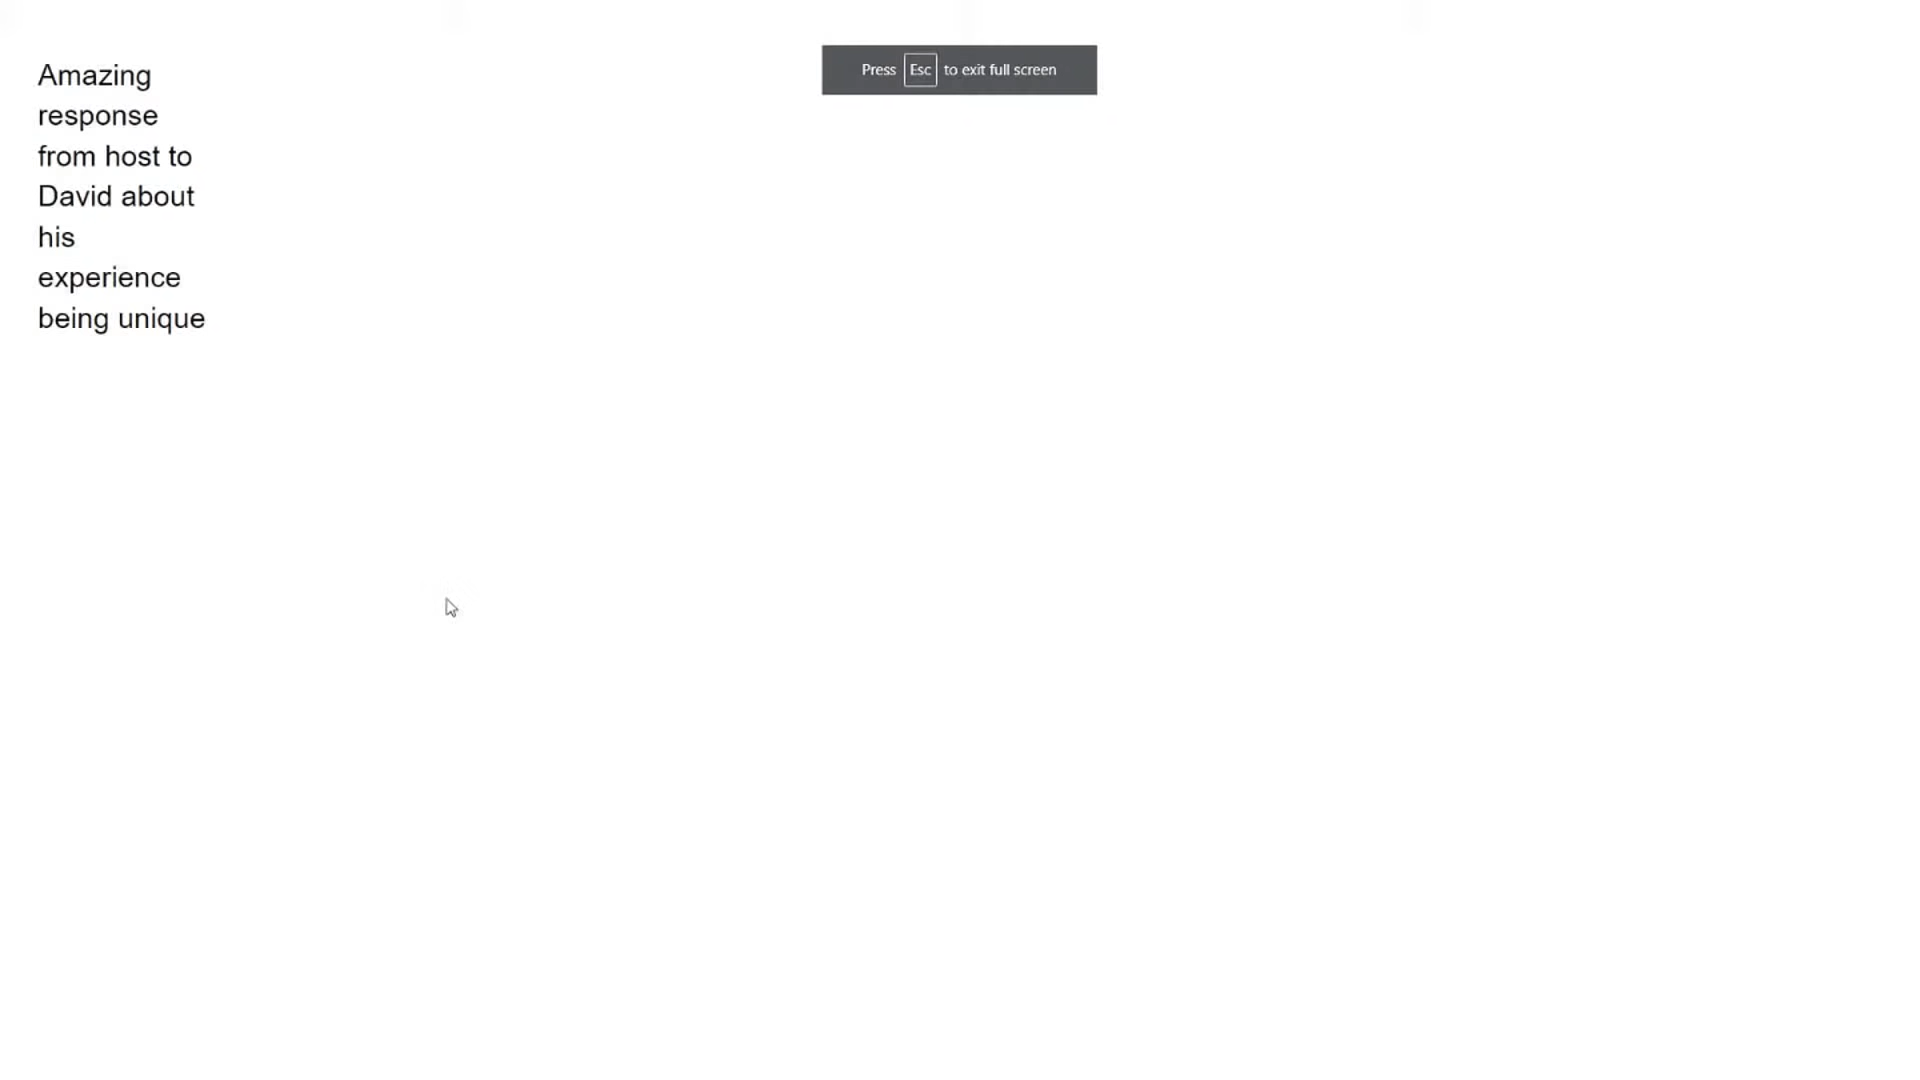 Amazing
response
from host to
David about
his
experience
being unique
Press Esc to exit full screen